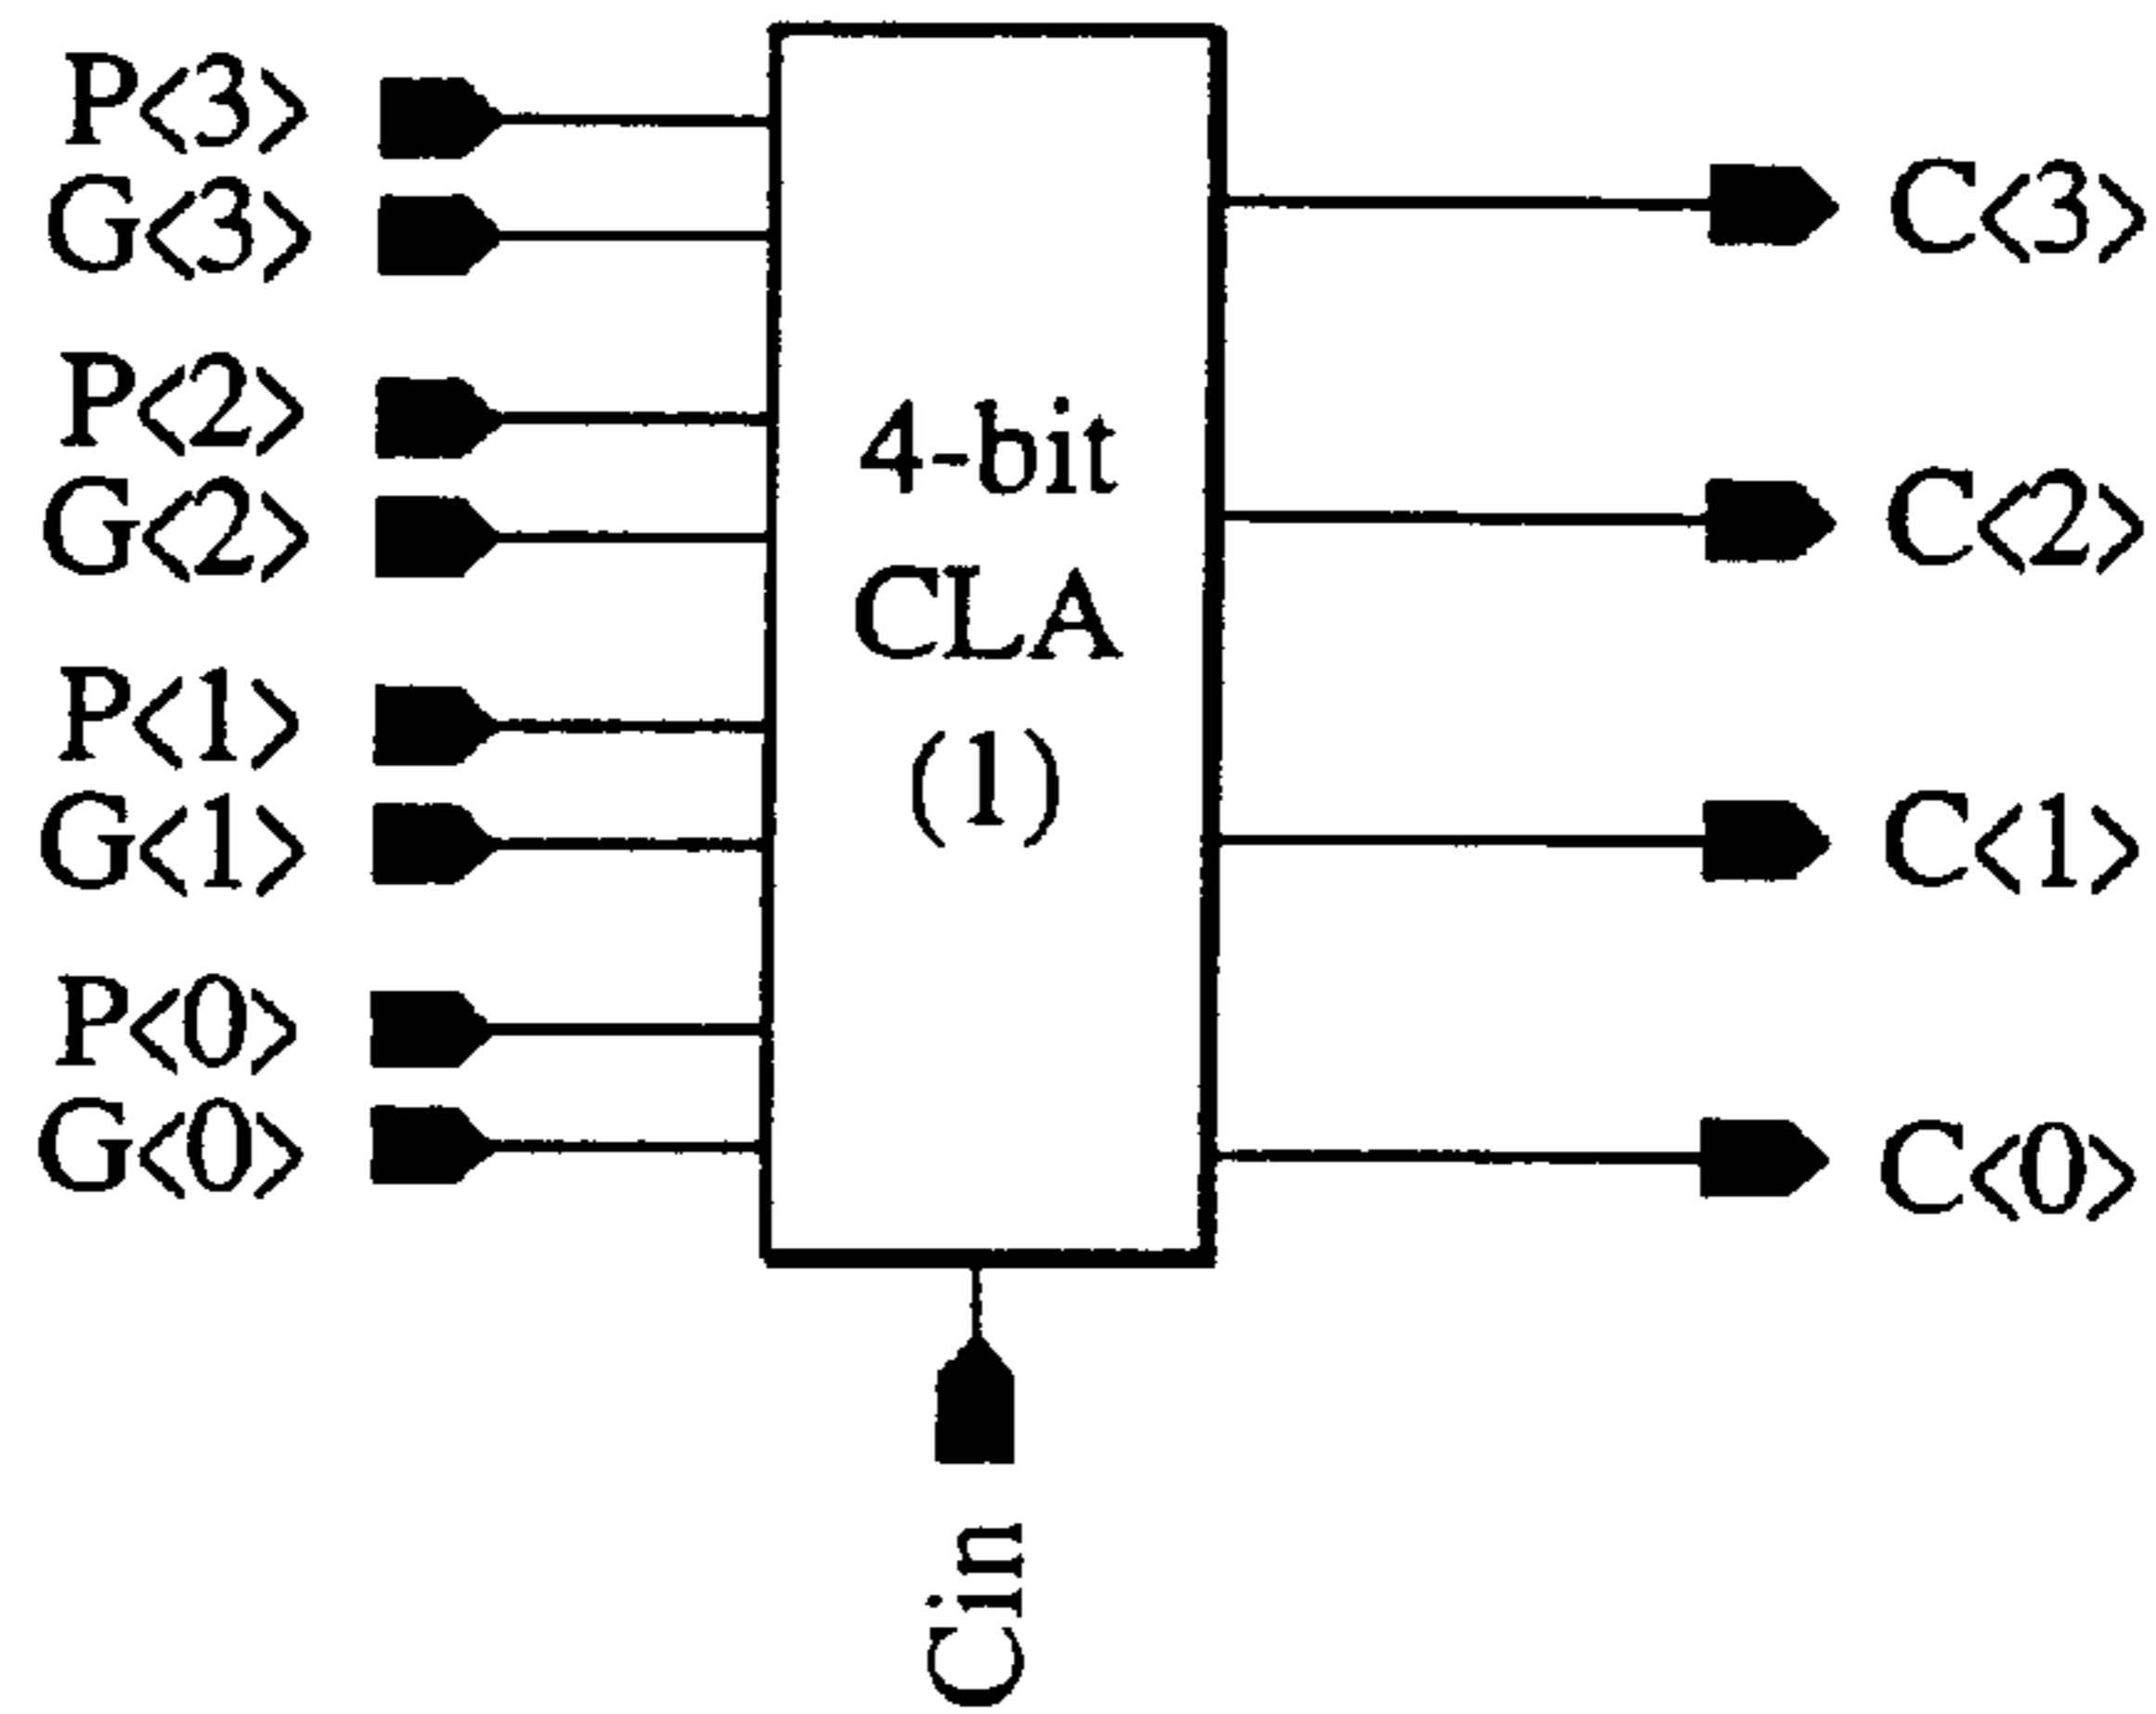 P<3>
G<3>
P<2>
G<2>
P<1>
G<1>
P<0>
G<0>
4-bit
CLA
(1)
C<3>
C<2>
C<1>
C<0>
Cin